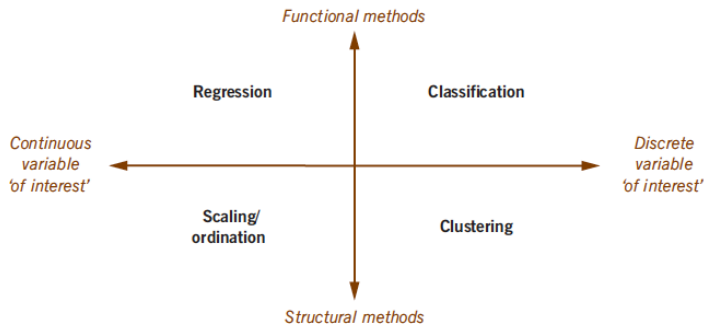 Functional methods
Regression
Classification
Continuous
variable
‘of interest’
Discrete
variable
‘of interest’
Scaling/
ordination
Clustering
Structural methods